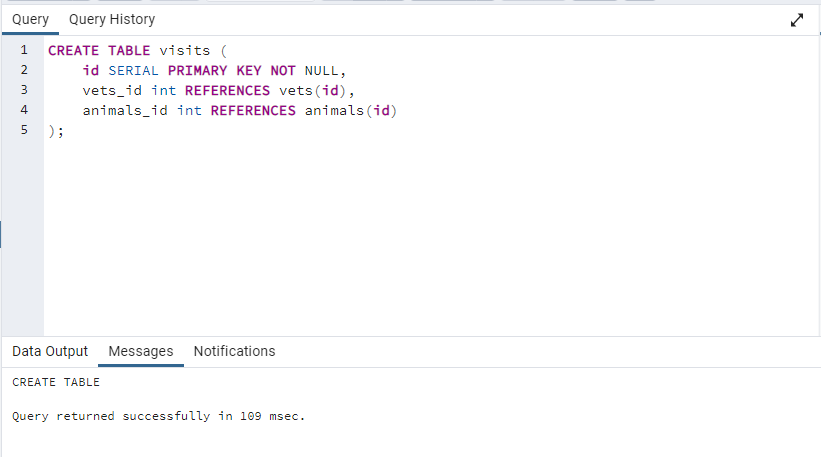 Query Query History
1 CREATE TABLE visits (
2 id SERIAL PRIMARY KEY NOT NULL,
3 vets_id int REFERENCES vets(id),
4 animals_id int REFERENCES animals(id)
5 );
Data Output Messages Notifications
CREATE TABLE
Query returned successfully in 109 msec.